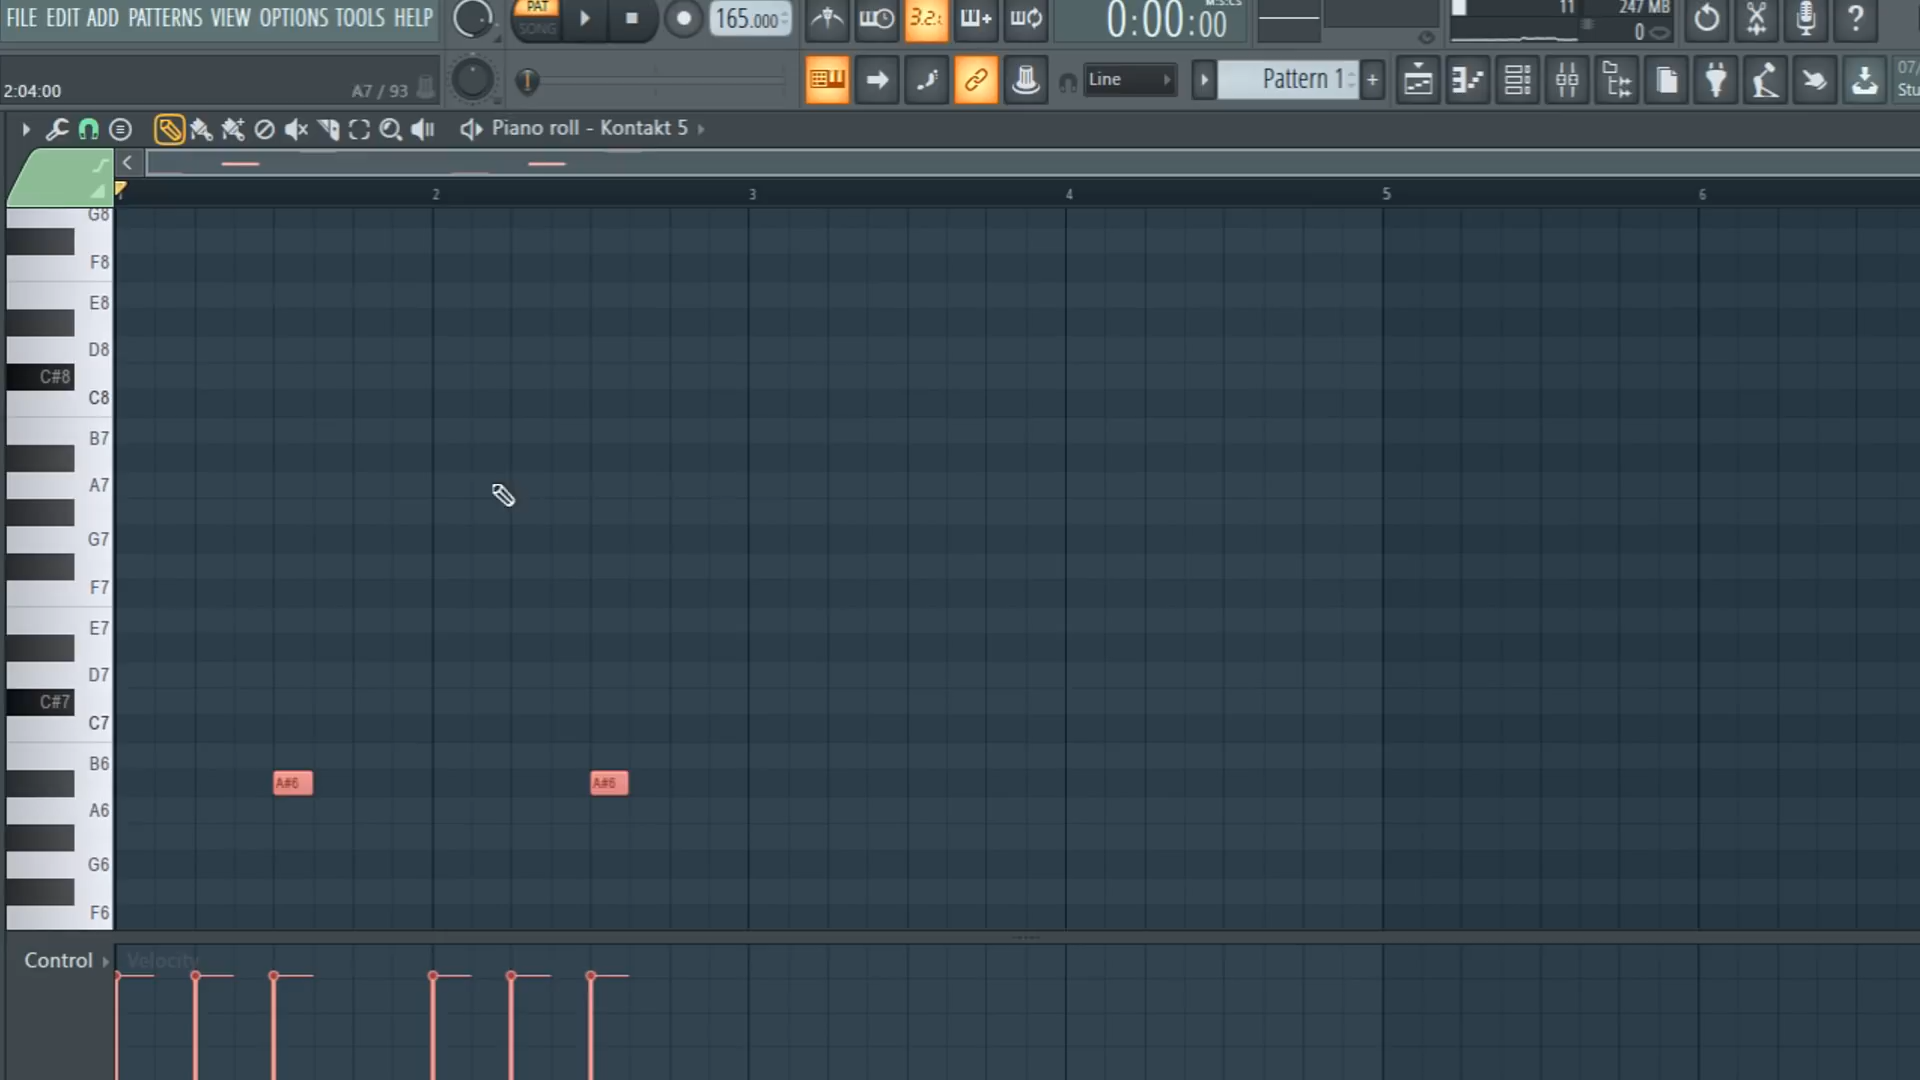 FILE EDIT ADD PATTERNS VIEW OPTIONS TOOLS HELP
PAT
SONG
165.000
3.2.
0:00:00
M:S:CS
11
247 MB
0
2:04:00
A7 / 93
Line
Pattern 1
+
07/
Stu
Piano roll - Kontakt 5
2
3
4
5
6
G8
F8
E8
D8
C#8
C8
B7
A7
G7
F7
E7
D7
C#7
C7
B6
A#6
A#6
A6
G6
F6
Control
Velocity